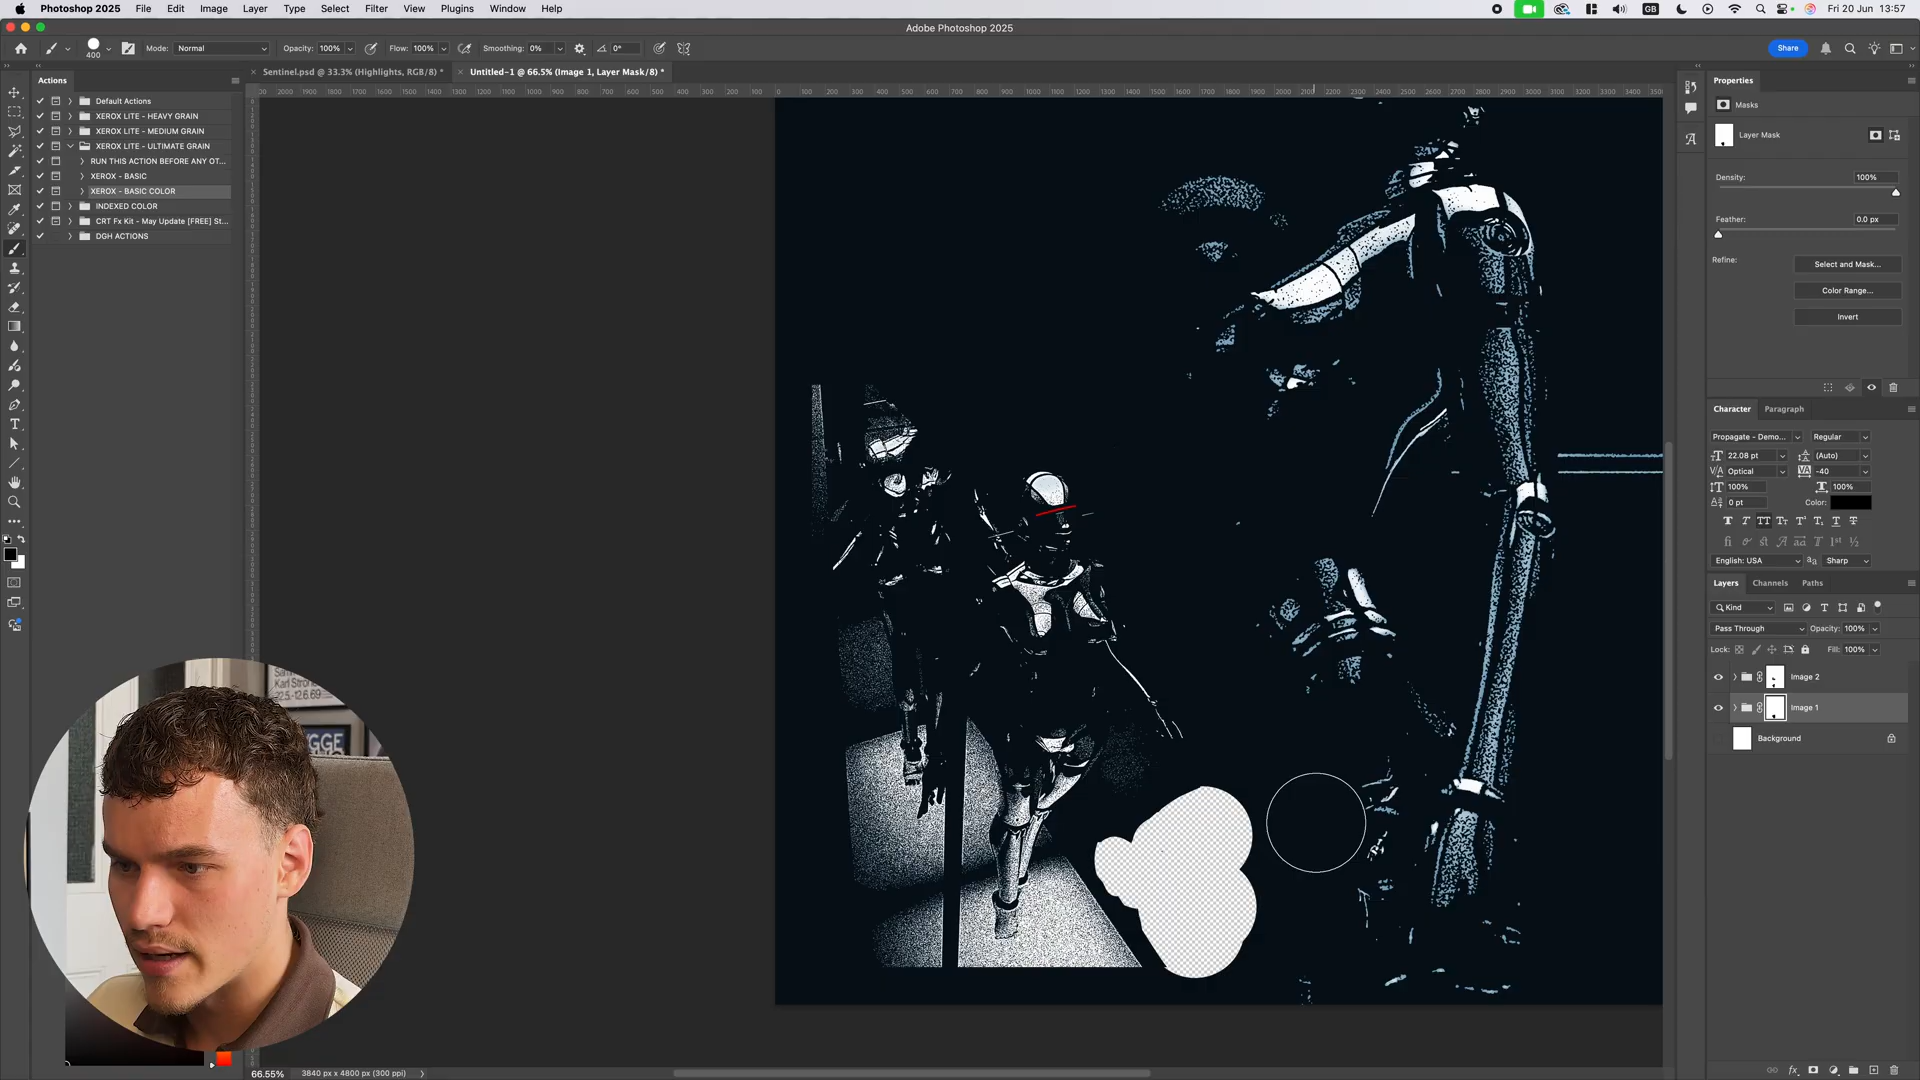 Photoshop 2025 File Edit Image Layer Type Select Filter View Plugins Window Help
GB Fri 20 Jun 13:57
Adobe Photoshop 2025
400 Mode: Normal Opacity: 100% Flow: 100% Smoothing: 0% 0° Share
Sentinel.psd @ 33.3% (Highlights, RGB/8) * Untitled-1 @ 66.5% (Image 1, Layer Mask/8) *
Actions
Default Actions
XEROX LITE - HEAVY GRAIN
XEROX LITE - MEDIUM GRAIN
XEROX LITE - ULTIMATE GRAIN
RUN THIS ACTION BEFORE ANY OT...
XEROX - BASIC
XEROX - BASIC COLOR
INDEXED COLOR
CRT Fx Kit - May Update [FREE] St...
DGH ACTIONS
Properties
Masks
Layer Mask
Density: 100%
Feather: 0.0 px
Refine: Select and Mask...
Color Range...
Invert
Character Paragraph
Propagate - Demo... Regular
22.08 pt (Auto)
Optical -40
100% 100%
0 pt Color:
English: USA Sharp
Layers Channels Paths
Kind
Pass Through Opacity: 100%
Lock: Fill: 100%
Image 2
Image 1
Background
66.55% 3840 px x 4800 px (300 ppi)